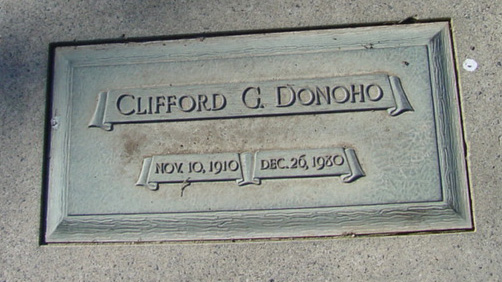 CLIFFORD G. DONOHO
NOV. 10, 1910 DEC. 26, 1980